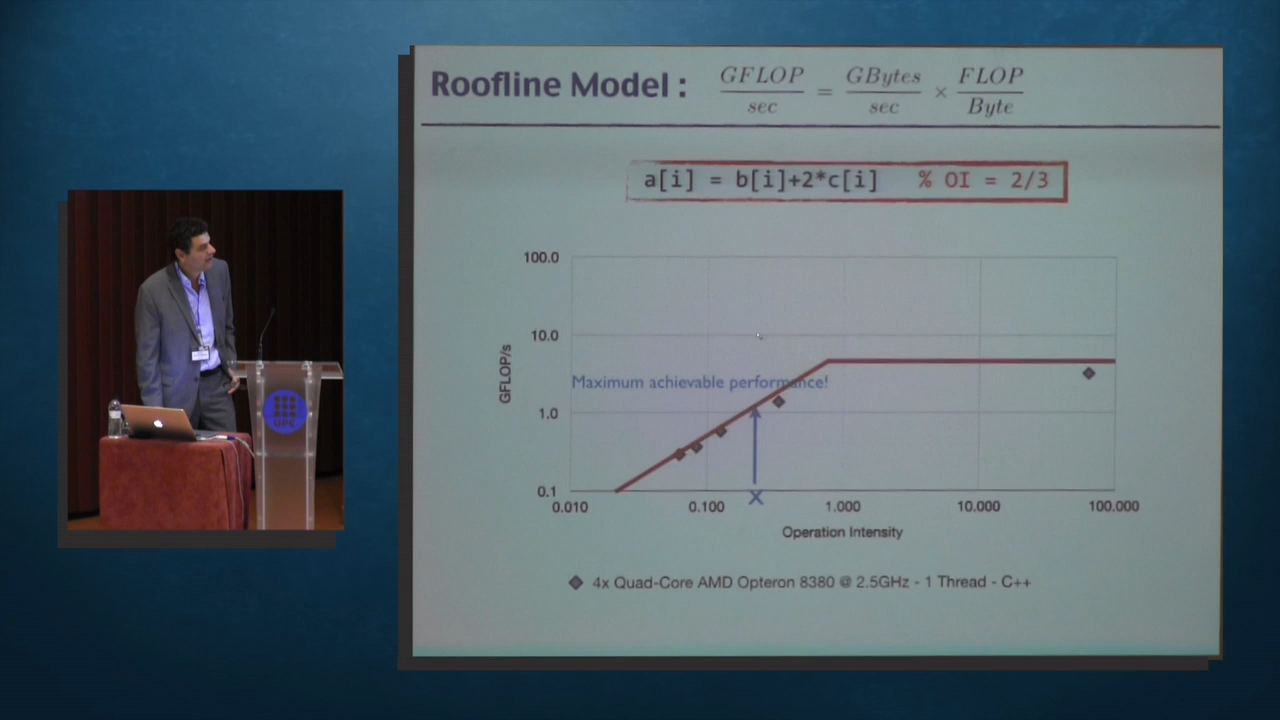 Roofline Model : GFLOP/sec = GBytes/sec × FLOP/Byte
a[i] = b[i]+2*c[i] % OI = 2/3
100.0
10.0
GFLOP/s
Maximum achievable performance!
1.0
0.1
X
0.010 0.100 1.000 10.000 100.000
Operation Intensity
4x Quad-Core AMD Opteron 8380 @ 2.5GHz - 1 Thread - C++
UPC